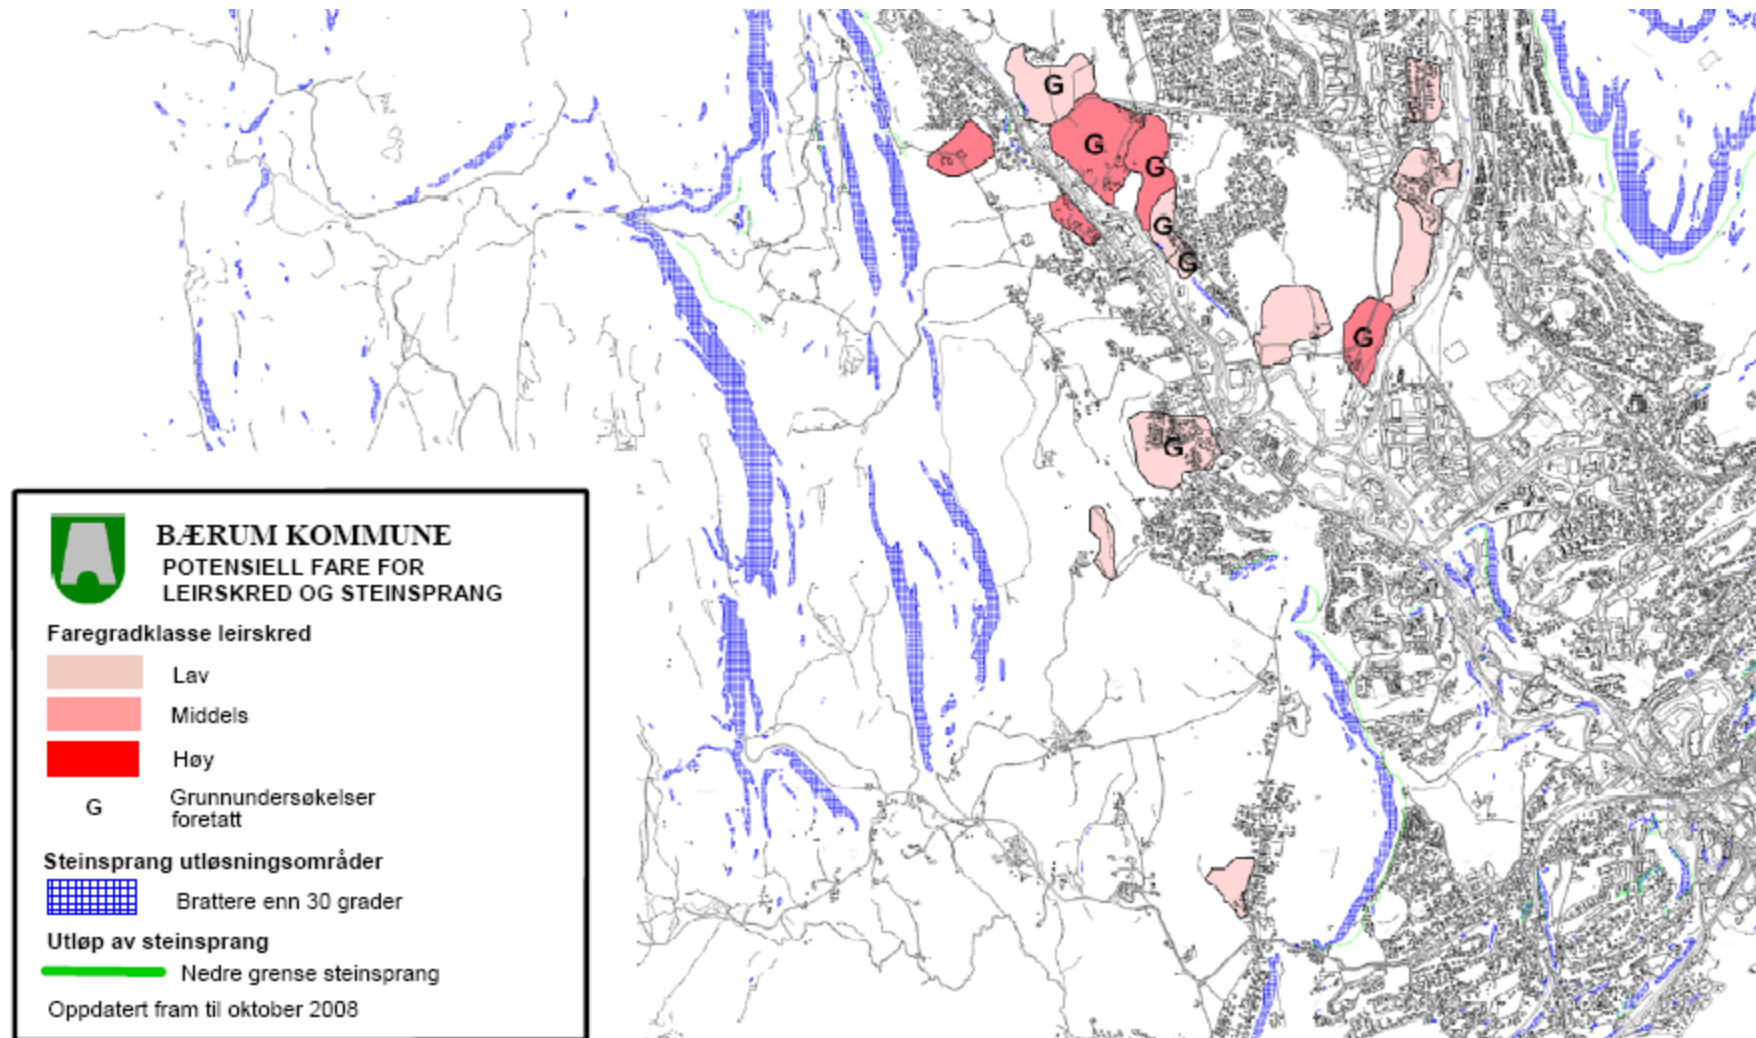 G
G
G
G
G
G
G
BÆRUM KOMMUNE
POTENSIELL FARE FOR
LEIRSKRED OG STEINSPRANG
Faregradklasse leirskred
Lav
Middels
Høy
G Grunnundersøkelser
foretatt
Steinsprang utløsningsområder
Brattere enn 30 grader
Utløp av steinsprang
Nedre grense steinsprang
Oppdatert fram til oktober 2008